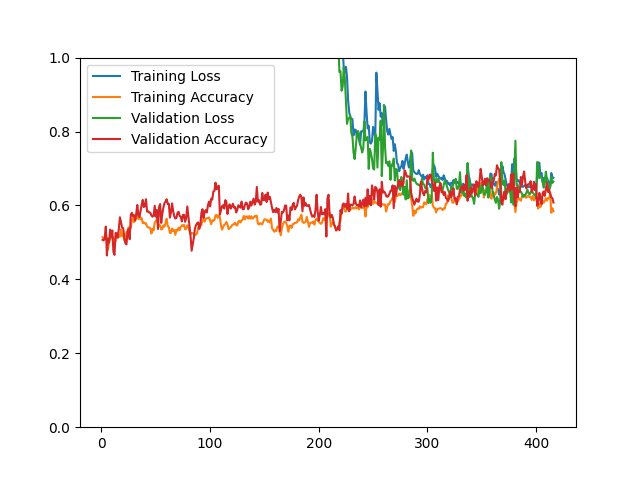 Training Loss
Training Accuracy
Validation Loss
Validation Accuracy
1.0
0.8
0.6
0.4
0.2
0.0
0 100 200 300 400